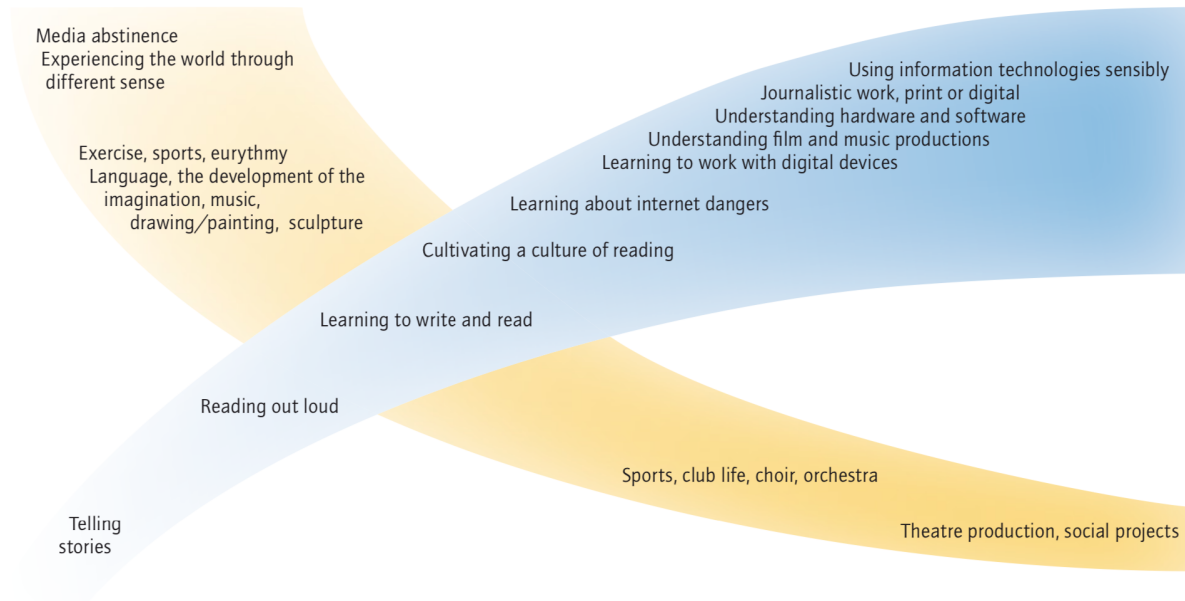 Media abstinence
Experiencing the world through
different sense
Exercise, sports, eurythmy
Language, the development of the
imagination, music,
drawing/painting, sculpture
Using information technologies sensibly
Journalistic work, print or digital
Understanding hardware and software
Understanding film and music productions
Learning to work with digital devices
Learning about internet dangers
Cultivating a culture of reading
Learning to write and read
Reading out loud
Telling
stories
Sports, club life, choir, orchestra
Theatre production, social projects